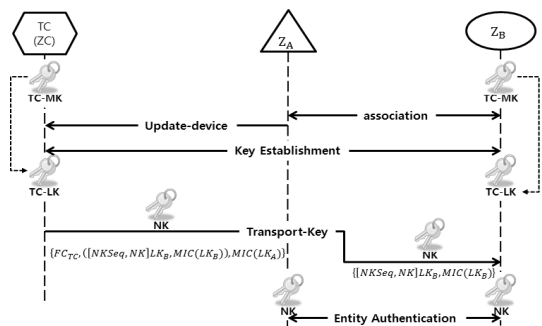 TC
(ZC)
Z_A
Z_B
TC-MK
TC-MK
association
Update-device
Key Establishment
TC-LK
TC-LK
NK
NK
Transport-Key
{FC_TC, ([NKSeq, NK]LK_B, MIC(LK_B)), MIC(LK_A)}
{[NKSeq, NK]LK_B, MIC(LK_B)}
NK
NK
Entity Authentication